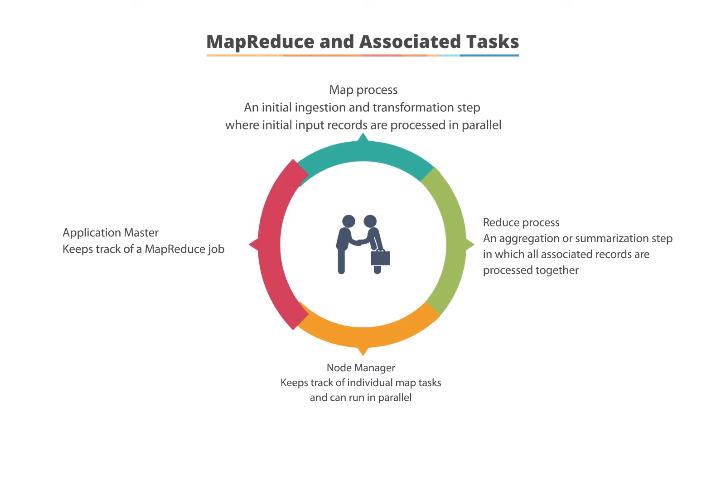 MapReduce and Associated Tasks
Map process
An initial ingestion and transformation step
where initial input records are processed in parallel
Application Master
Keeps track of a MapReduce job
Reduce process
An aggregation or summarization step
in which all associated records are
processed together
Node Manager
Keeps track of individual map tasks
and can run in parallel